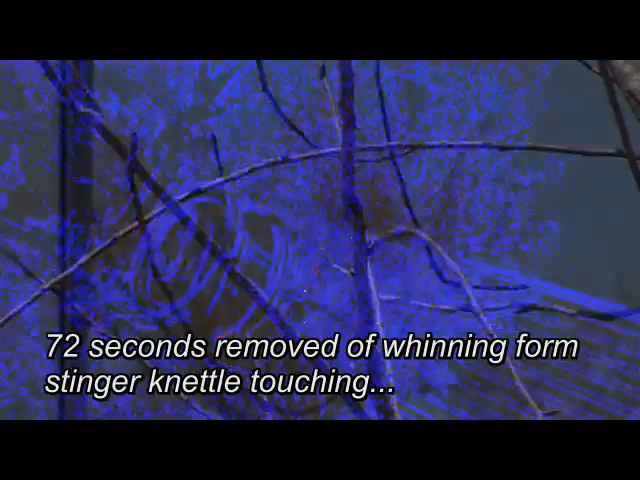 72 seconds removed of whinning form
stinger knettle touching...